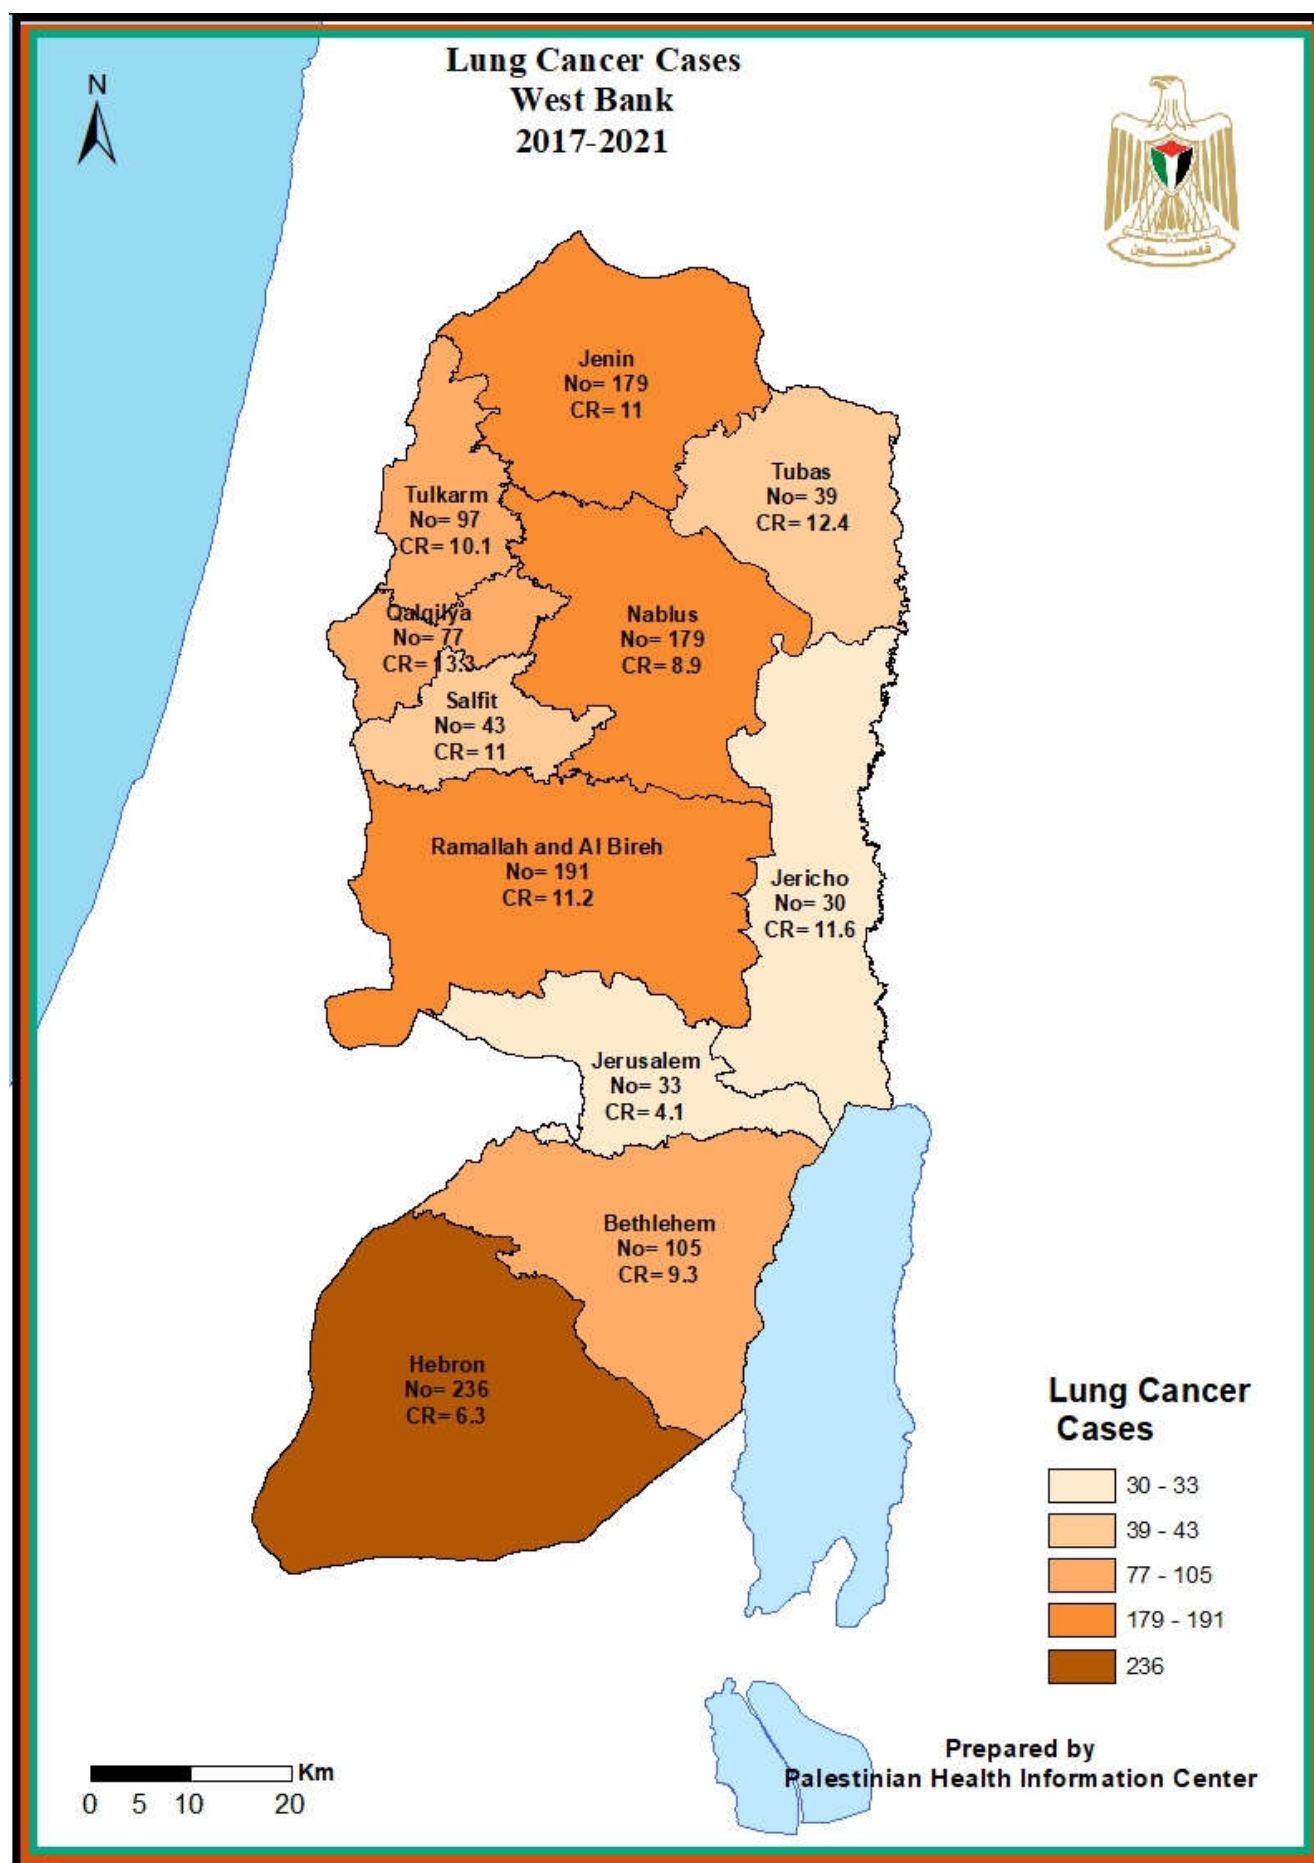 Lung Cancer Cases
West Bank
2017-2021
N
فلسطين
Jenin
No= 179
CR= 11
Tubas
No= 39
CR= 12.4
Tulkarm
No= 97
CR= 10.1
Qalqilya
No= 77
CR= 13.3
Nablus
No= 179
CR= 8.9
Salfit
No= 43
CR= 11
Ramallah and Al Bireh
No= 191
CR= 11.2
Jericho
No= 30
CR= 11.6
Jerusalem
No= 33
CR= 4.1
Bethlehem
No= 105
CR= 9.3
Hebron
No= 236
CR= 6.3
Lung Cancer
Cases
30 - 33
39 - 43
77 - 105
179 - 191
236
Prepared by
Palestinian Health Information Center
Km
0 5 10 20